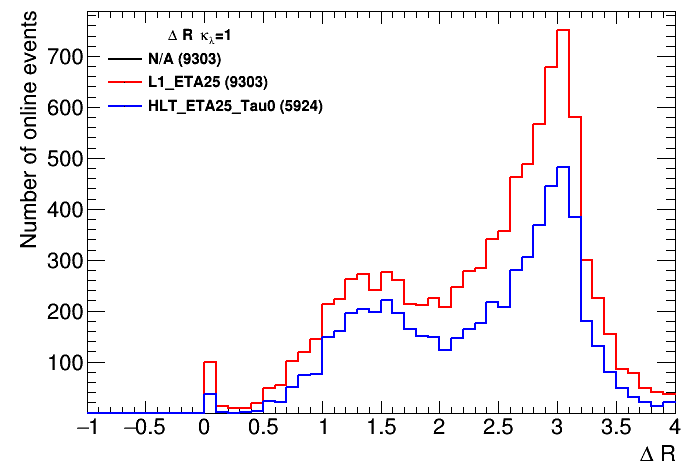 Δ R κλ=1
N/A (9303)
L1_ETA25 (9303)
HLT_ETA25_Tau0 (5924)
Number of online events
700
600
500
400
300
200
100
−1 −0.5 0 0.5 1 1.5 2 2.5 3 3.5 4
Δ R